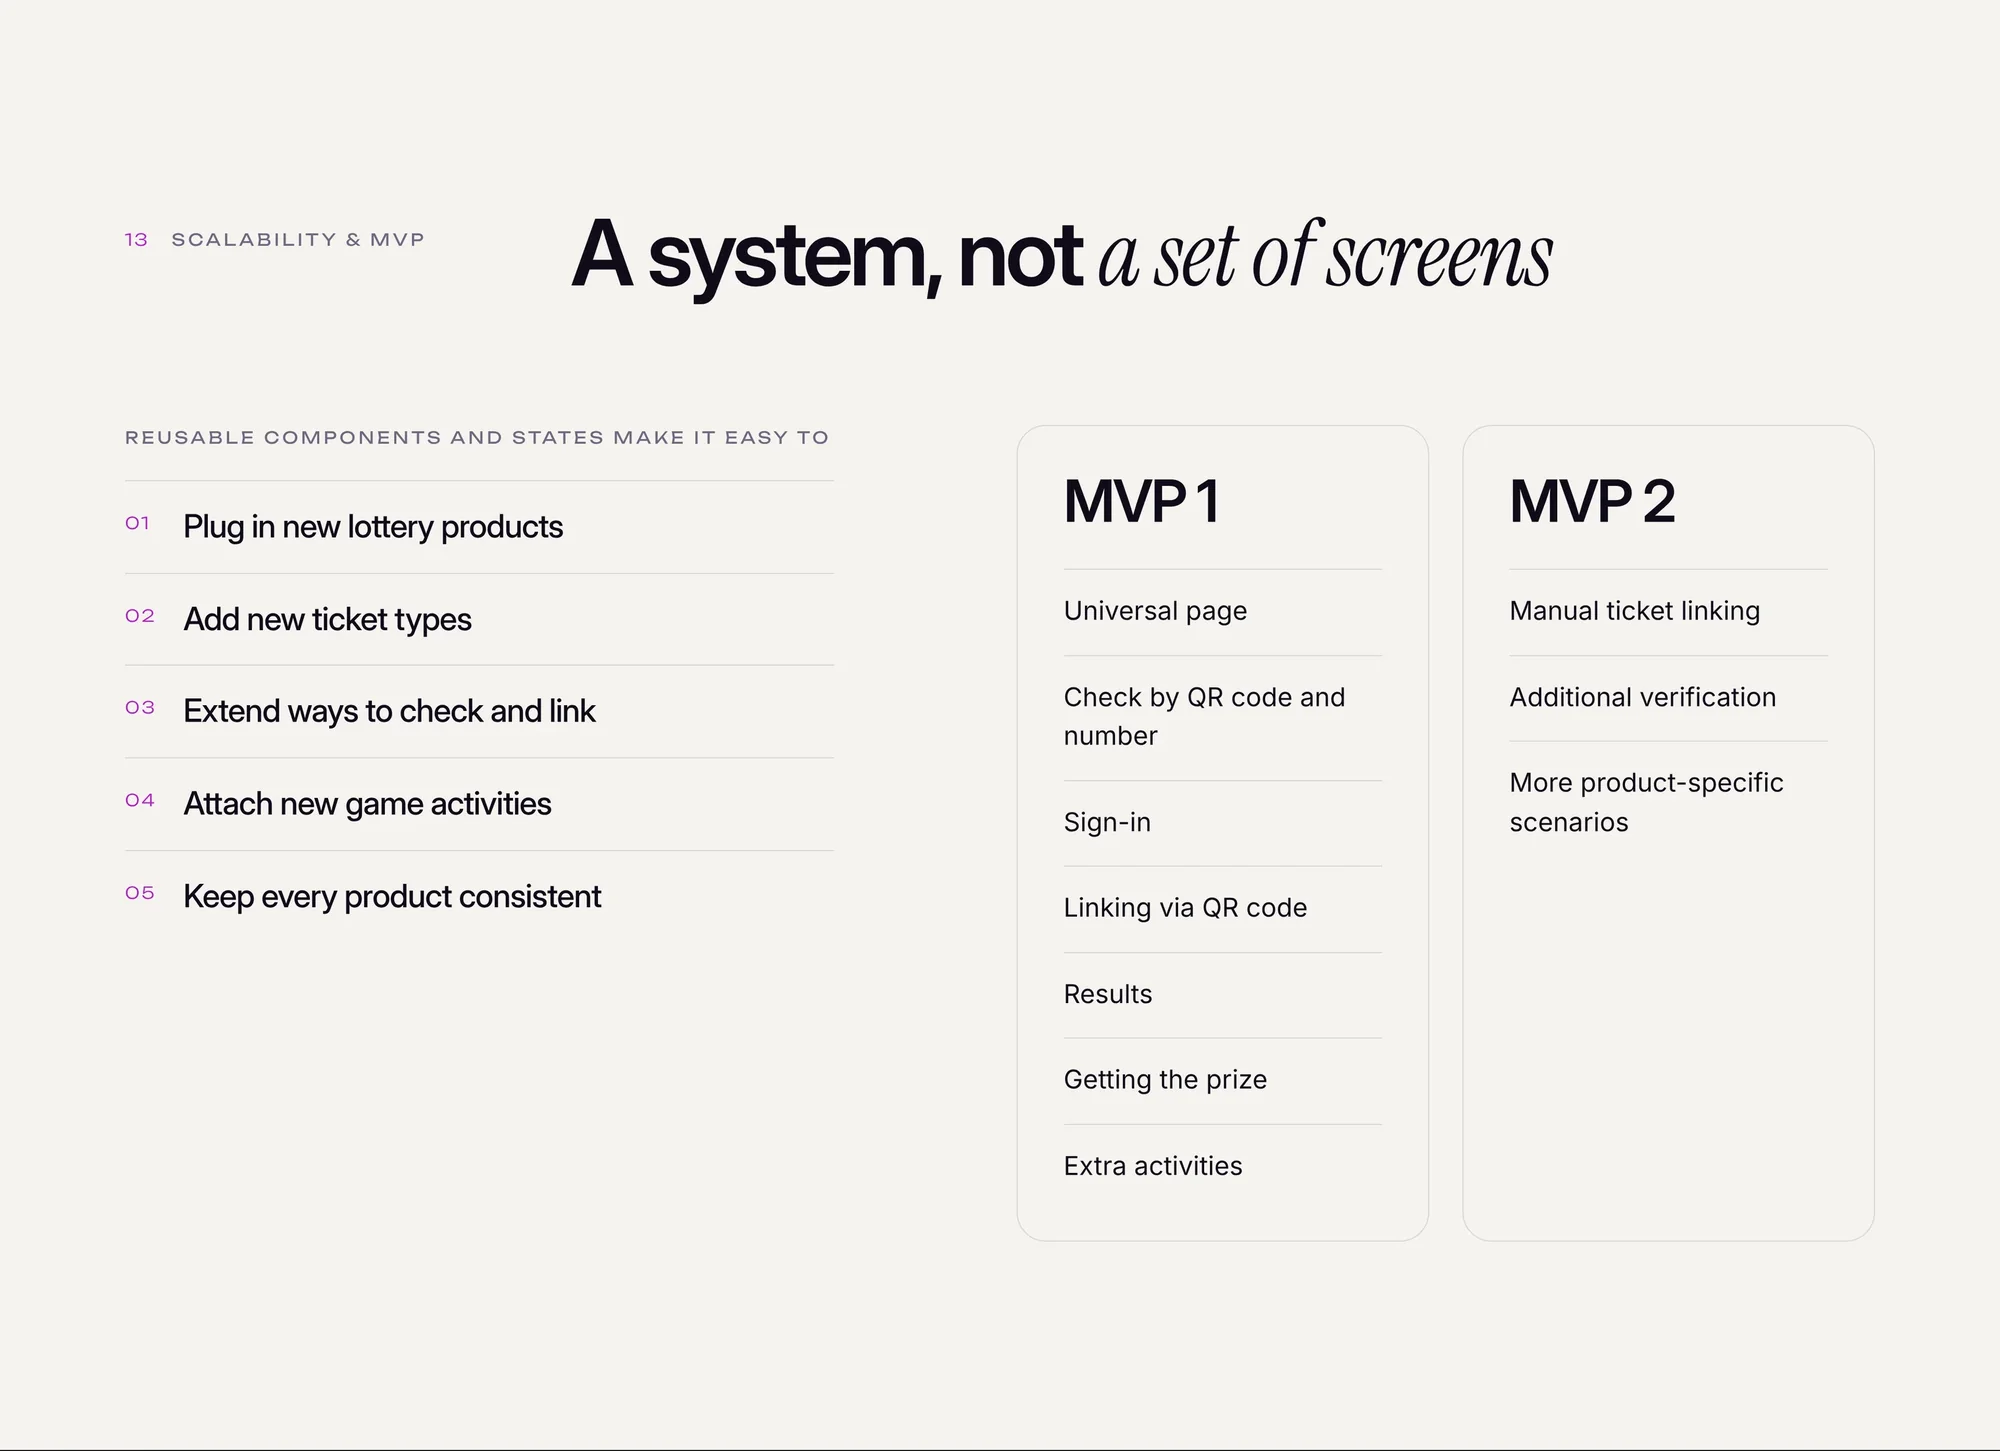 13 SCALABILITY & MVP
A system, not a set of screens
REUSABLE COMPONENTS AND STATES MAKE IT EASY TO
01 Plug in new lottery products
02 Add new ticket types
03 Extend ways to check and link
04 Attach new game activities
05 Keep every product consistent
MVP 1
Universal page
Check by QR code and
number
Sign-in
Linking via QR code
Results
Getting the prize
Extra activities
MVP 2
Manual ticket linking
Additional verification
More product-specific
scenarios